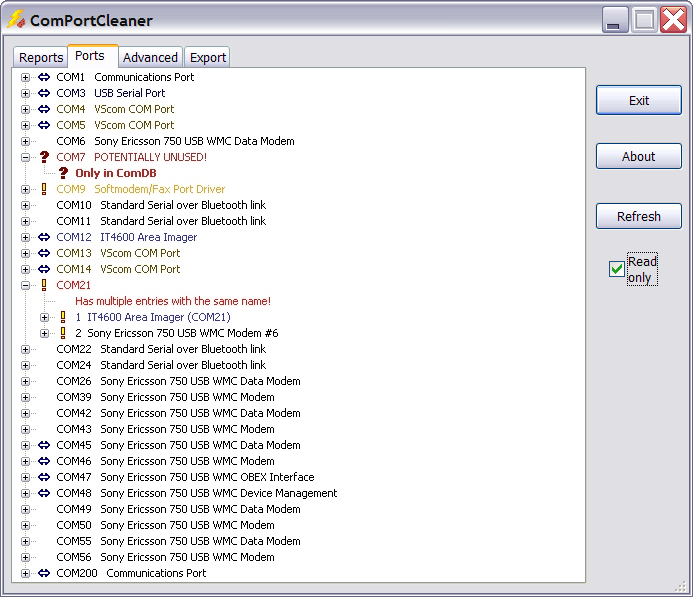 ComPortCleaner
Reports Ports Advanced Export
COM1 Communications Port
COM3 USB Serial Port
COM4 VScom COM Port
COM5 VScom COM Port
COM6 Sony Ericsson 750 USB WMC Data Modem
COM7 POTENTIALLY UNUSED!
Only in ComDB
COM9 Softmodem/Fax Port Driver
COM10 Standard Serial over Bluetooth link
COM11 Standard Serial over Bluetooth link
COM12 IT4600 Area Imager
COM13 VScom COM Port
COM14 VScom COM Port
COM21
Has multiple entries with the same name!
1 IT4600 Area Imager (COM21)
2 Sony Ericsson 750 USB WMC Modem #6
COM22 Standard Serial over Bluetooth link
COM24 Standard Serial over Bluetooth link
COM26 Sony Ericsson 750 USB WMC Data Modem
COM39 Sony Ericsson 750 USB WMC Modem
COM42 Sony Ericsson 750 USB WMC Data Modem
COM43 Sony Ericsson 750 USB WMC Modem
COM45 Sony Ericsson 750 USB WMC Data Modem
COM46 Sony Ericsson 750 USB WMC Modem
COM47 Sony Ericsson 750 USB WMC OBEX Interface
COM48 Sony Ericsson 750 USB WMC Device Management
COM49 Sony Ericsson 750 USB WMC Data Modem
COM50 Sony Ericsson 750 USB WMC Modem
COM55 Sony Ericsson 750 USB WMC Data Modem
COM56 Sony Ericsson 750 USB WMC Modem
COM200 Communications Port
Exit
About
Refresh
Read
only